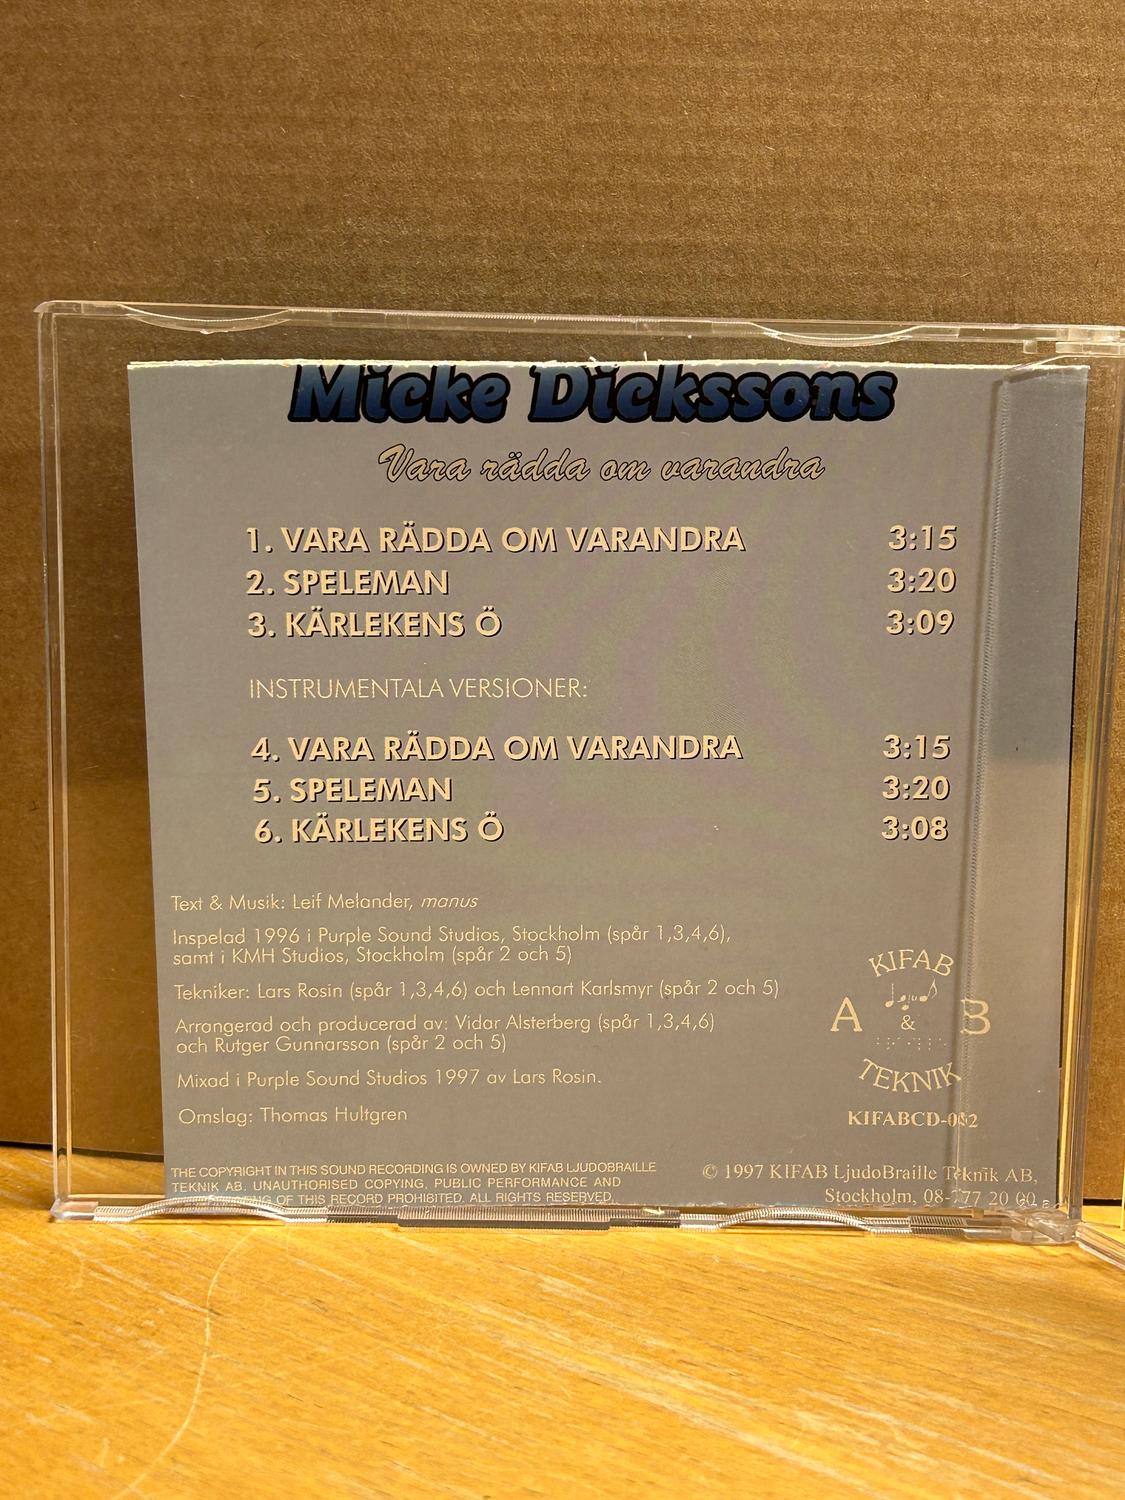 Micke Dickssons
Vara rädda om varandra
1. VARA RÄDDA OM VARANDRA 3:15
2. SPELEMAN 3:20
3. KÄRLEKENS Ö 3:09
INSTRUMENTALA VERSIONER:
4. VARA RÄDDA OM VARANDRA 3:15
5. SPELEMAN 3:20
6. KÄRLEKENS Ö 3:08
Text & Musik: Leif Melander, manus
Inspelad 1996 i Purple Sound Studios, Stockholm (spår 1,3,4,6),
samt i KMH Studios, Stockholm (spår 2 och 5)
Tekniker: Lars Rosin (spår 1,3,4,6) och Lennart Karlsmyr (spår 2 och 5)
Arrangerad och producerad av: Vidar Alsterberg (spår 1,3,4,6)
och Rutger Gunnarsson (spår 2 och 5)
Mixad i Purple Sound Studios 1997 av Lars Rosin.
Omslag: Thomas Hultgren
KIFAB
A & B
TEKNIK
KIFABCD-002
THE COPYRIGHT IN THIS SOUND RECORDING IS OWNED BY KIFAB LJUDOBRAILLE
TEKNIK AB. UNAUTHORISED COPYING, PUBLIC PERFORMANCE AND
OF THIS RECORD PROHIBITED. ALL RIGHTS RESERVED.
© 1997 KIFAB LjudoBraille Teknik AB,
Stockholm, 08-777 20 00